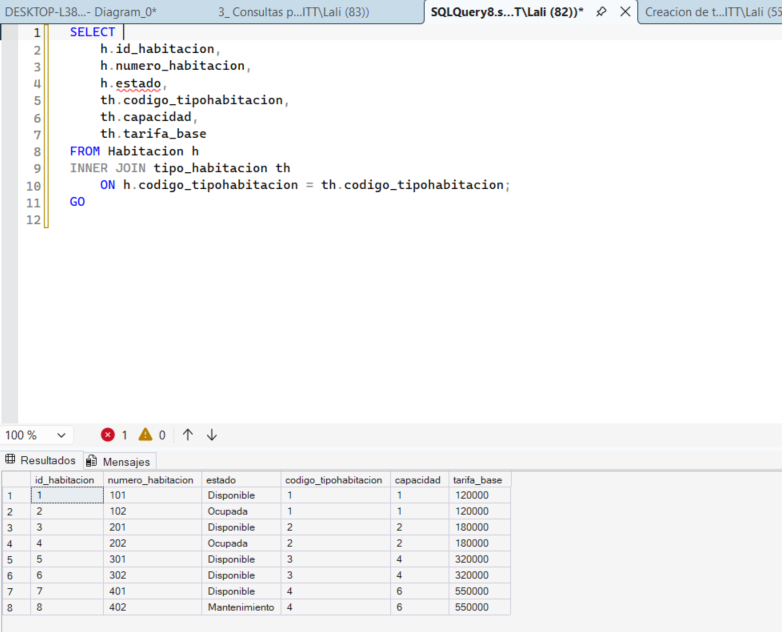 DESKTOP-L38...- Diagram_0* 3_ Consultas p...ITT\Lali (83)) SQLQuery8.s...T\Lali (82))* Creacion de t...ITT\Lali (55
1 SELECT
2 h.id_habitacion,
3 h.numero_habitacion,
4 h.estado,
5 th.codigo_tipohabitacion,
6 th.capacidad,
7 th.tarifa_base
8 FROM Habitacion h
9 INNER JOIN tipo_habitacion th
10 ON h.codigo_tipohabitacion = th.codigo_tipohabitacion;
11 GO
12
100 % 1 0
Resultados Mensajes
id_habitacion numero_habitacion estado codigo_tipohabitacion capacidad tarifa_base
1 1 101 Disponible 1 1 120000
2 2 102 Ocupada 1 1 120000
3 3 201 Disponible 2 2 180000
4 4 202 Ocupada 2 2 180000
5 5 301 Disponible 3 4 320000
6 6 302 Disponible 3 4 320000
7 7 401 Disponible 4 6 550000
8 8 402 Mantenimiento 4 6 550000